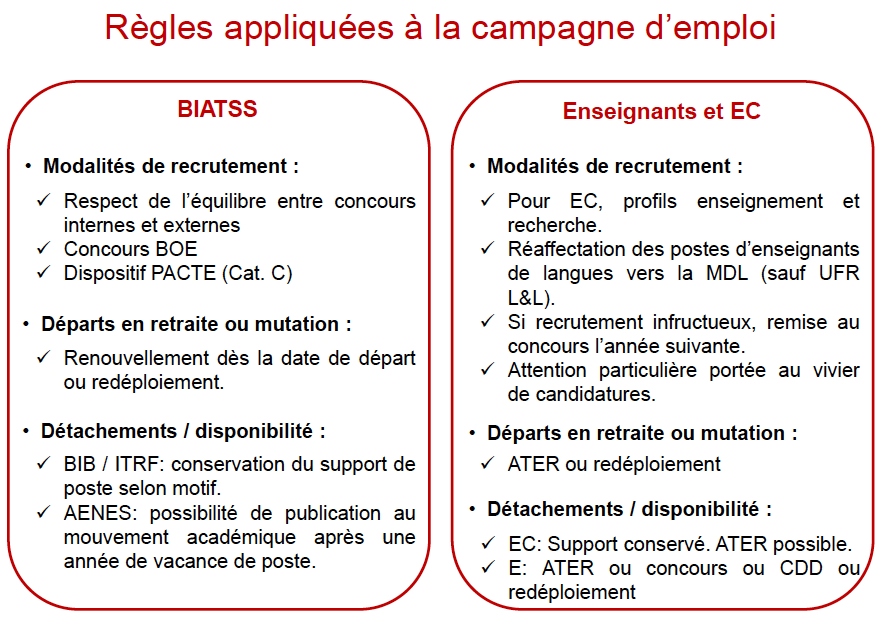 Règles appliquées à la campagne d’emploi
BIATSS
• Modalités de recrutement :
✓ Respect de l’équilibre entre concours
internes et externes
✓ Concours BOE
✓ Dispositif PACTE (Cat. C)
• Départs en retraite ou mutation :
✓ Renouvellement dès la date de départ
ou redéploiement.
• Détachements / disponibilité :
✓ BIB / ITRF: conservation du support de
poste selon motif.
✓ AENES: possibilité de publication au
mouvement académique après une
année de vacance de poste.
Enseignants et EC
• Modalités de recrutement :
✓ Pour EC, profils enseignement et
recherche.
✓ Réaffectation des postes d’enseignants
de langues vers la MDL (sauf UFR
L&L).
✓ Si recrutement infructueux, remise au
concours l’année suivante.
✓ Attention particulière portée au vivier
de candidatures.
• Départs en retraite ou mutation :
✓ ATER ou redéploiement
• Détachements / disponibilité :
✓ EC: Support conservé. ATER possible.
✓ E: ATER ou concours ou CDD ou
redéploiement